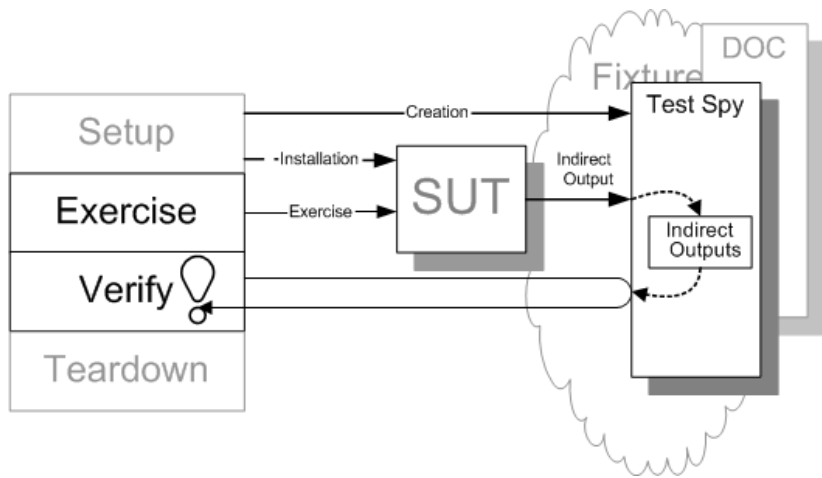 DOC
Fixture
Test Spy
Setup
Creation
Installation
Indirect
Output
SUT
Exercise
Exercise
Indirect
Outputs
Verify
Teardown